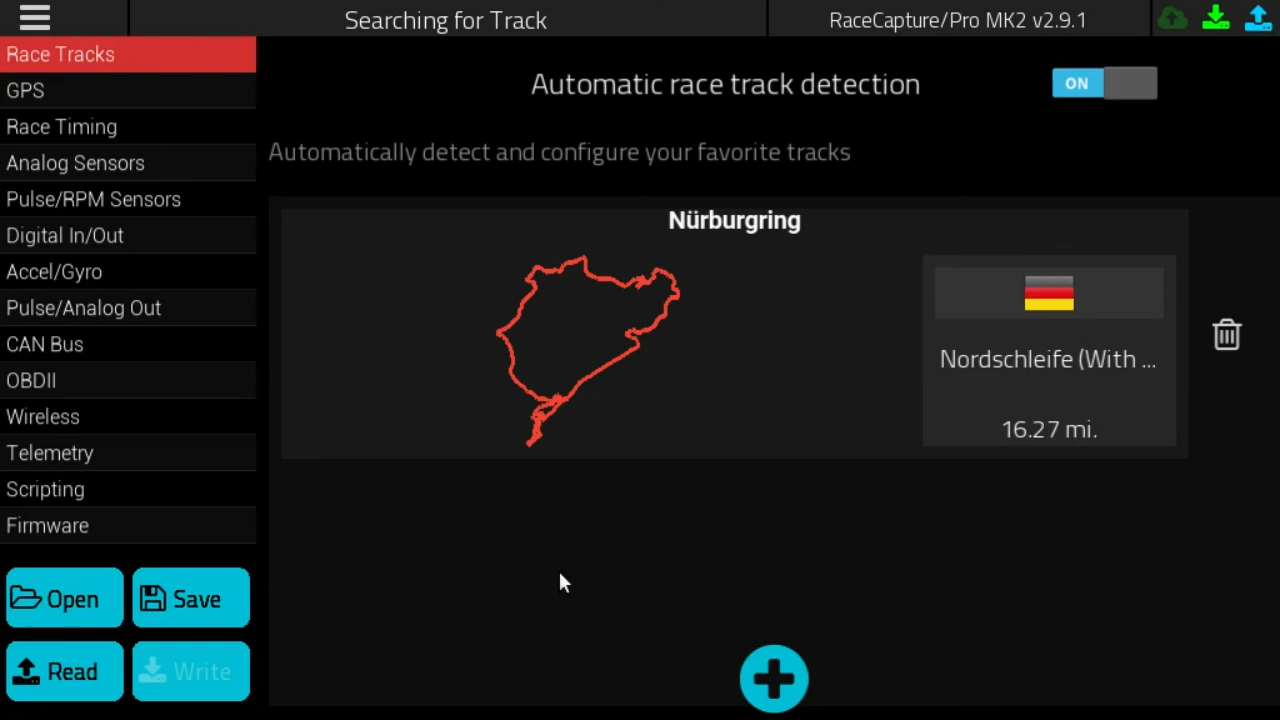 Searching for Track
RaceCapture/Pro MK2 v2.9.1
Race Tracks
GPS
Race Timing
Analog Sensors
Pulse/RPM Sensors
Digital In/Out
Accel/Gyro
Pulse/Analog Out
CAN Bus
OBDII
Wireless
Telemetry
Scripting
Firmware
Open
Save
Read
Write
Automatic race track detection
ON
Automatically detect and configure your favorite tracks
Nürburgring
Nordschleife (With ...
16.27 mi.